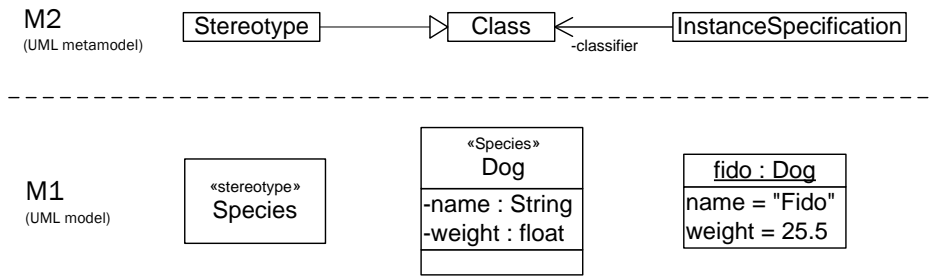 M2
(UML metamodel)
Stereotype
Class
-classifier
InstanceSpecification
M1
(UML model)
«stereotype»
Species
«Species»
Dog
-name : String
-weight : float
fido : Dog
name = "Fido"
weight = 25.5